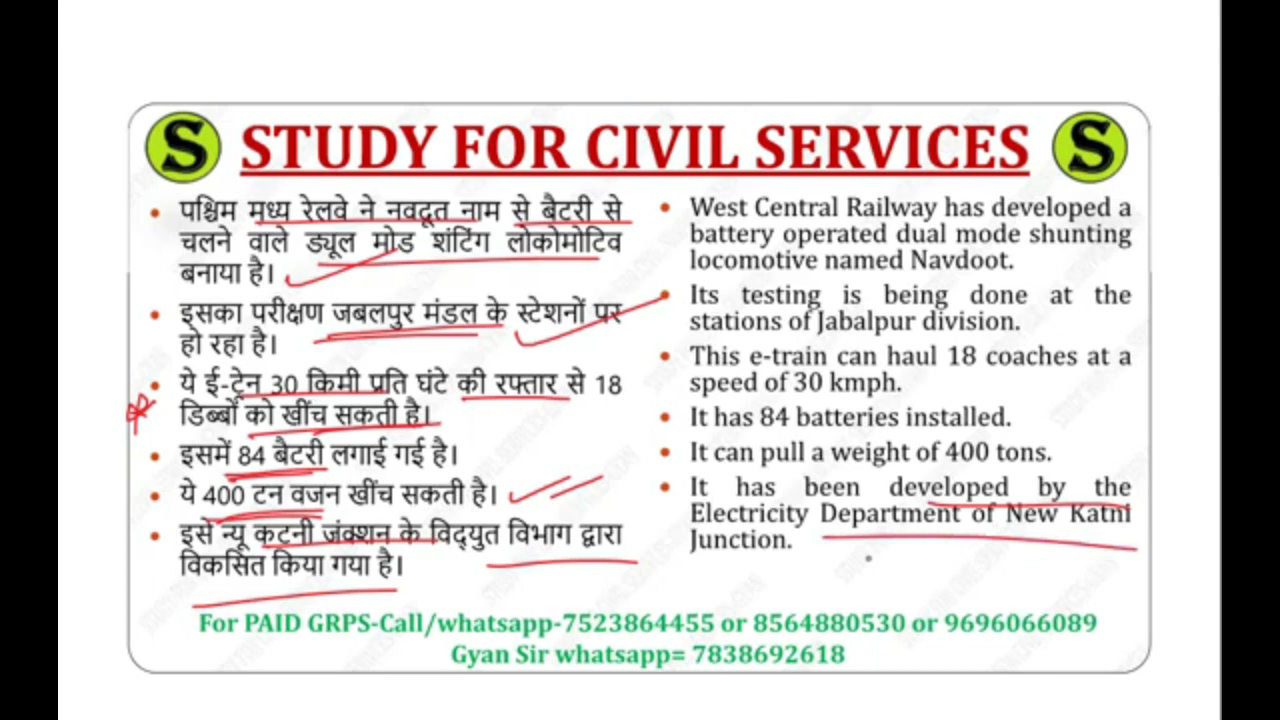 S STUDY FOR CIVIL SERVICES S
• पश्चिम मध्य रेलवे ने नवदूत नाम से बैटरी से
चलने वाले ड्यूल मोड शंटिंग लोकोमोटिव
बनाया है।
• इसका परीक्षण जबलपुर मंडल के स्टेशनों पर
हो रहा है।
• ये ई-ट्रेन 30 किमी प्रति घंटे की रफ्तार से 18
डिब्बों को खींच सकती है।
• इसमें 84 बैटरी लगाई गई है।
• ये 400 टन वजन खींच सकती है।
• इसे न्यू कटनी जंक्शन के विद्युत विभाग द्वारा
विकसित किया गया है।
• West Central Railway has developed a
battery operated dual mode shunting
locomotive named Navdoot.
• Its testing is being done at the
stations of Jabalpur division.
• This e-train can haul 18 coaches at a
speed of 30 kmph.
• It has 84 batteries installed.
• It can pull a weight of 400 tons.
• It has been developed by the
Electricity Department of New Katni
Junction.
For PAID GRPS-Call/whatsapp-7523864455 or 8564880530 or 9696066089
Gyan Sir whatsapp= 7838692618